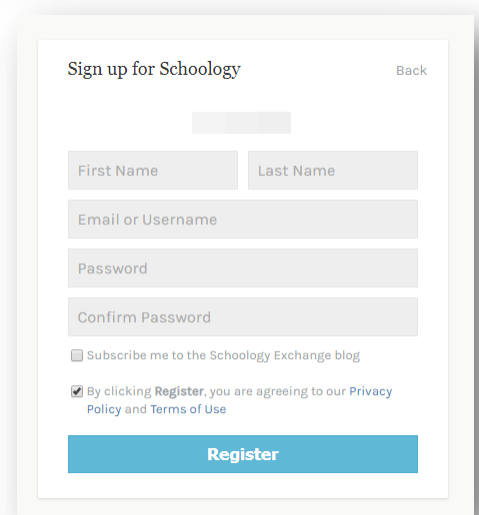 Sign up for Schoology
Back
First Name
Last Name
Email or Username
Password
Confirm Password
Subscribe me to the Schoology Exchange blog
By clicking Register, you are agreeing to our Privacy
Policy and Terms of Use
Register